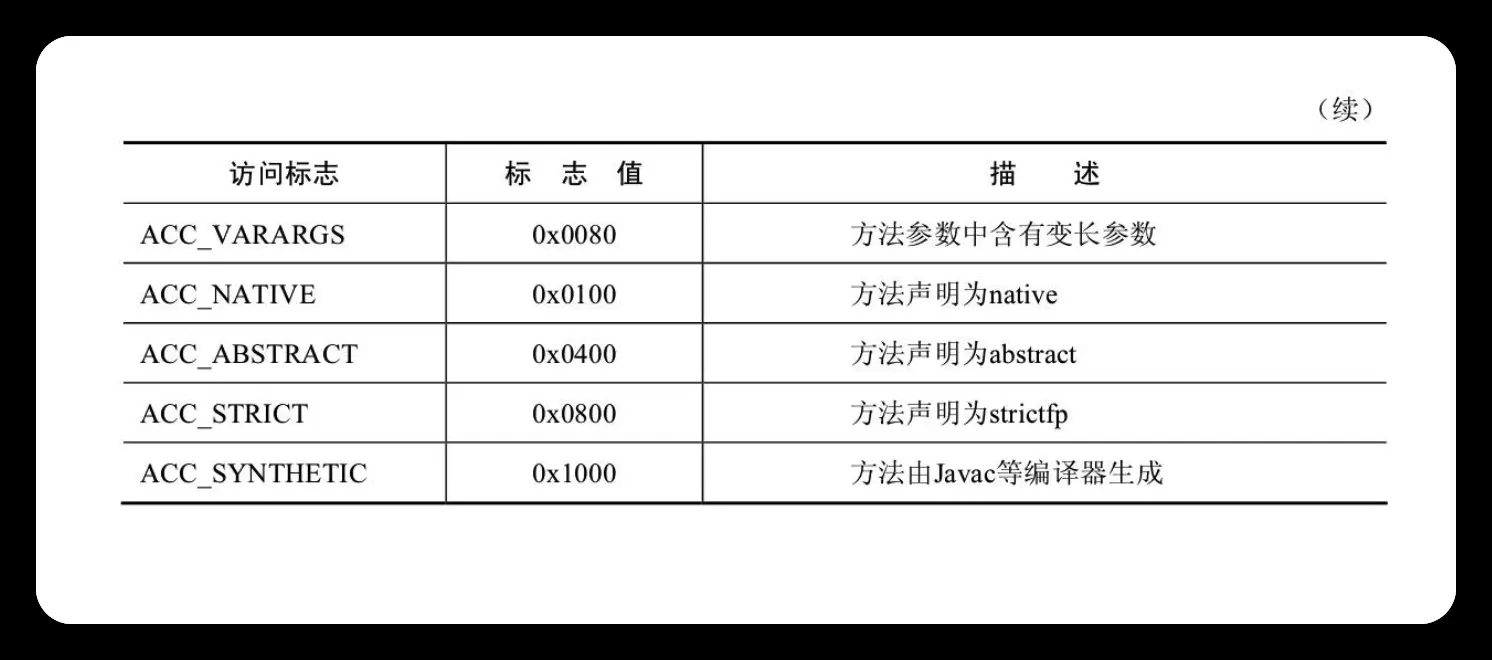 （续）
访问标志 标 志 值 描 述
ACC_VARARGS 0x0080 方法参数中含有变长参数
ACC_NATIVE 0x0100 方法声明为native
ACC_ABSTRACT 0x0400 方法声明为abstract
ACC_STRICT 0x0800 方法声明为strictfp
ACC_SYNTHETIC 0x1000 方法由Javac等编译器生成